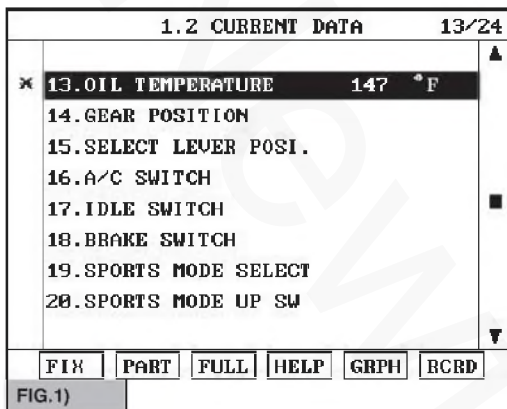 1.2 CURRENT DATA 13/24
▲
× 13.OIL TEMPERATURE 147 °F
14.GEAR POSITION
15.SELECT LEVER POSI.
16.A/C SWITCH
17.IDLE SWITCH
18.BRAKE SWITCH
19.SPORTS MODE SELECT
20.SPORTS MODE UP SW
▼
FIX PART FULL HELP GRPH RCRD
FIG.1)